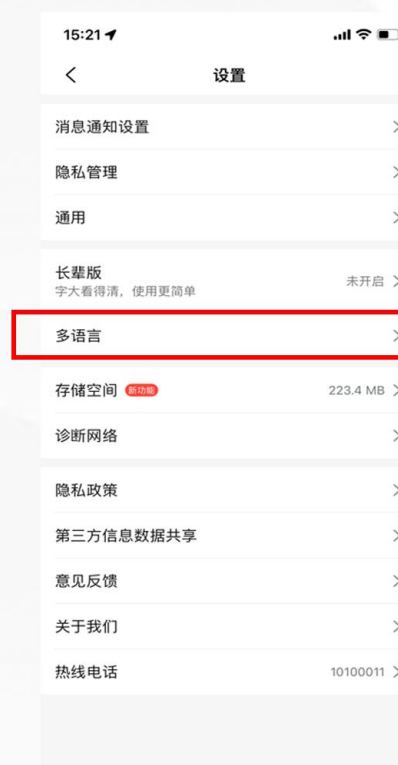 15:21
设置
消息通知设置
隐私管理
通用
长辈版
字大看得清，使用更简单
未开启
多语言
存储空间 新功能 223.4 MB
诊断网络
隐私政策
第三方信息数据共享
意见反馈
关于我们
热线电话 10100011